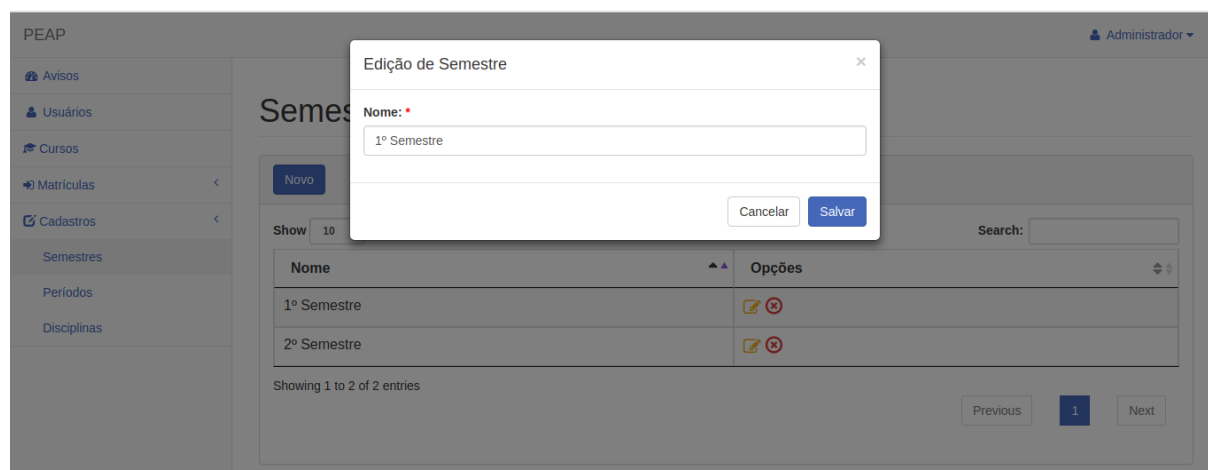 PEAP
Administrador
Avisos
Usuários
Cursos
Matrículas
Cadastros
Semestres
Períodos
Disciplinas
Semes
Edição de Semestre
×
Nome: *
1º Semestre
Cancelar Salvar
Novo
Show 10
Search:
Nome Opções
1º Semestre
2º Semestre
Showing 1 to 2 of 2 entries
Previous 1 Next